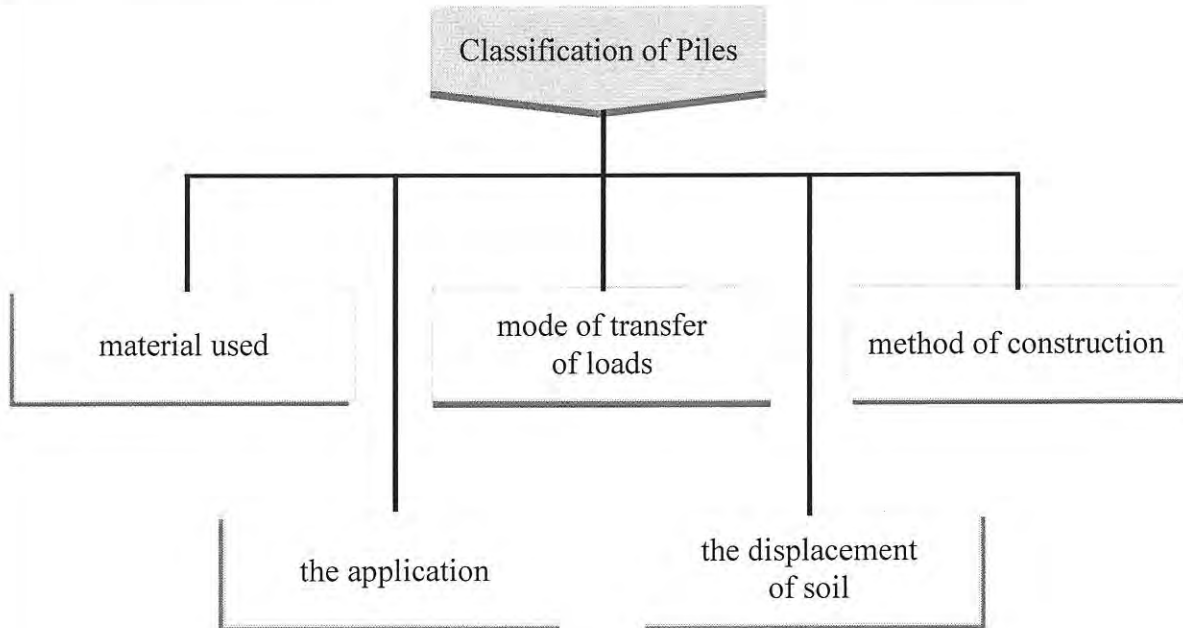 Classification of Piles
material used
mode of transfer
of loads
method of construction
the application
the displacement
of soil